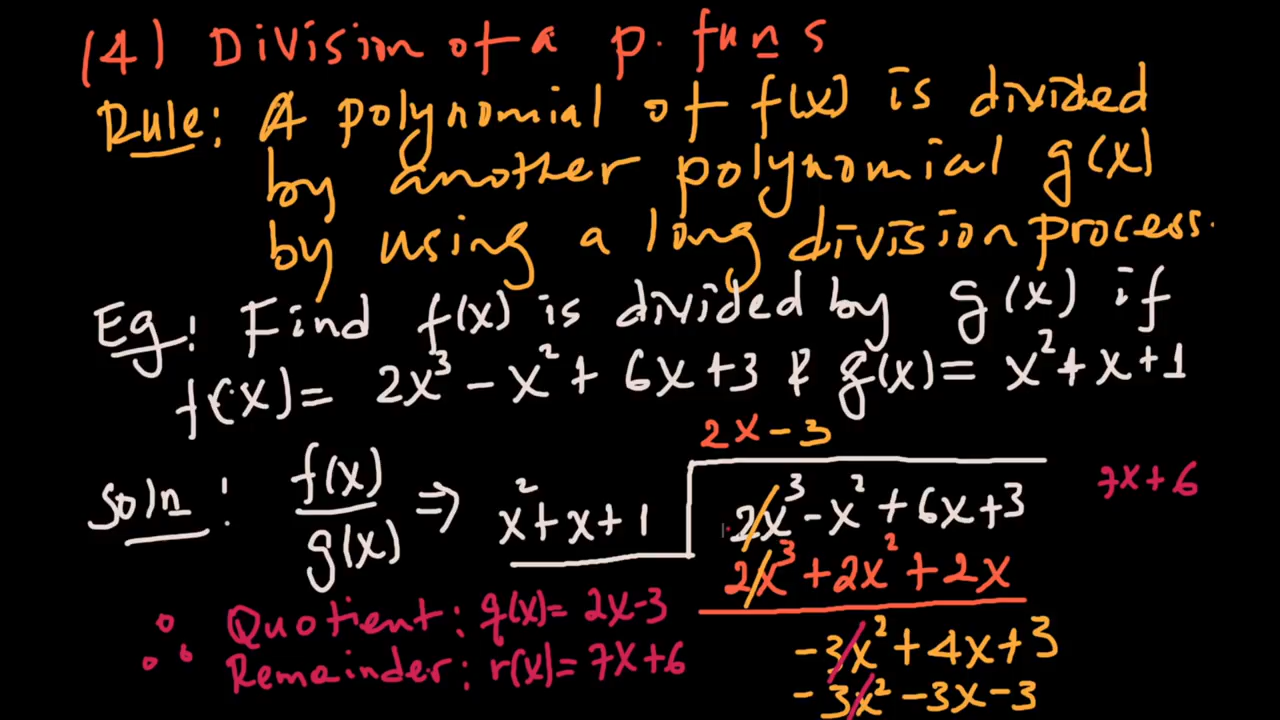 (4) Division of a p. funs
Rule: A polynomial of f(x) is divided
by another polynomial g(x)
by using a long division process.
Eg: Find f(x) is divided by g(x) if
f(x) = 2x³ - x² + 6x + 3 & g(x) = x² + x + 1
2x - 3
Soln: f(x)/g(x) ⇒ x² + x + 1 2x³ - x² + 6x + 3 7x + 6
2x³ + 2x² + 2x
∴ Quotient: q(x) = 2x-3
-3x² + 4x + 3
Remainder: r(x) = 7x+6
-3x² - 3x - 3